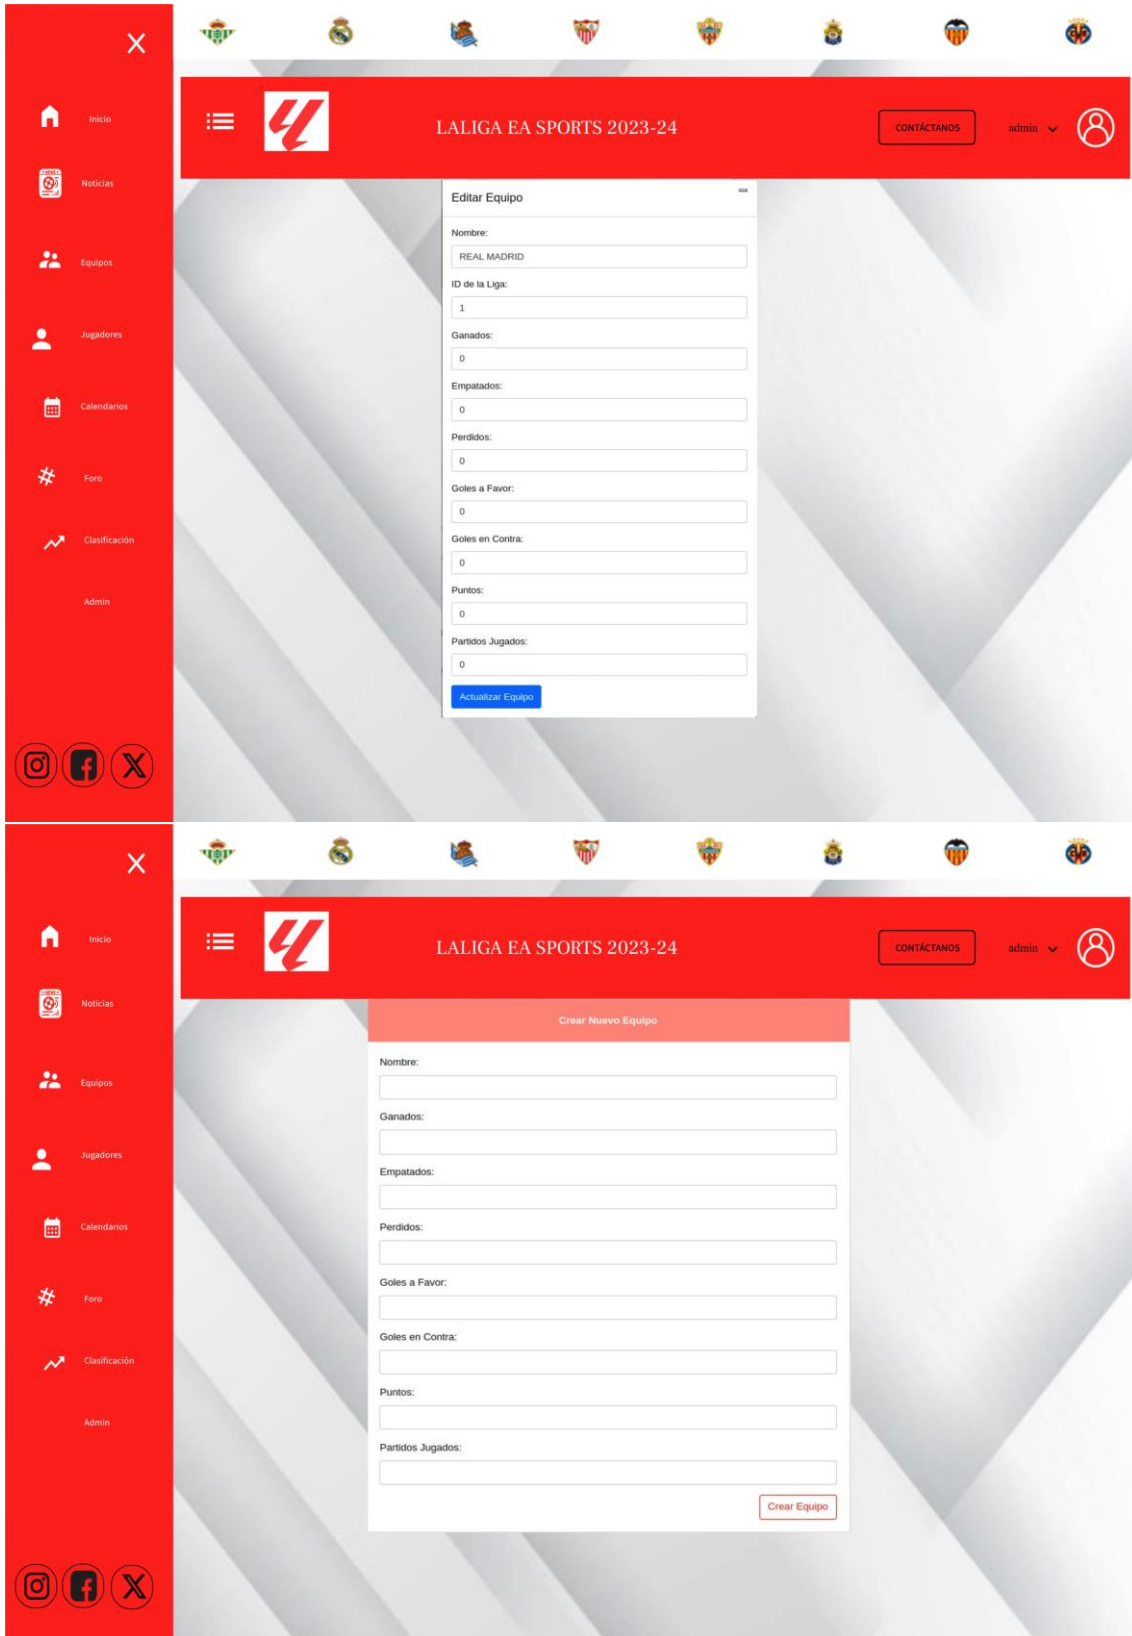 Inicio
Noticias
Equipos
Jugadores
Calendarios
Foro
Clasificación
Admin
LALIGA EA SPORTS 2023-24
CONTÁCTANOS
admin
Editar Equipo
Nombre:
REAL MADRID
ID de la Liga:
1
Ganados:
0
Empatados:
0
Perdidos:
0
Goles a Favor:
0
Goles en Contra:
0
Puntos:
0
Partidos Jugados:
0
Actualizar Equipo
Inicio
Noticias
Equipos
Jugadores
Calendarios
Foro
Clasificación
Admin
LALIGA EA SPORTS 2023-24
CONTÁCTANOS
admin
Crear Nuevo Equipo
Nombre:
Ganados:
Empatados:
Perdidos:
Goles a Favor:
Goles en Contra:
Puntos:
Partidos Jugados:
Crear Equipo